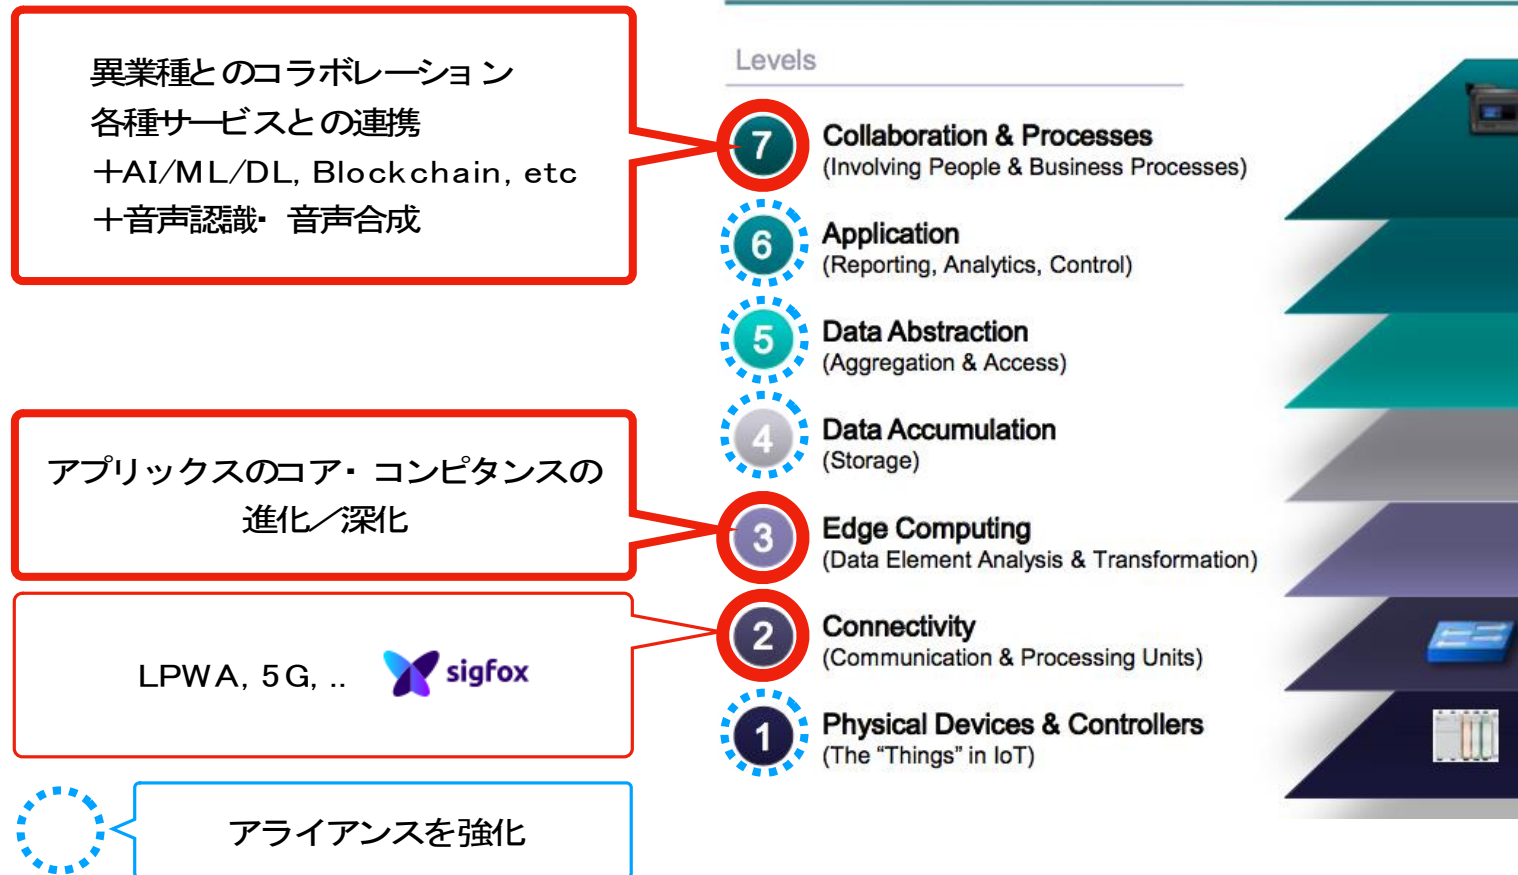 異業種とのコラボレーション
各種サービスとの連携
＋AI/ML/DL, Blockchain, etc
＋音声認識・音声合成
アプリックスのコア・コンピタンスの
進化／深化
LPWA, 5G, ..
sigfox
アライアンスを強化
Levels
7
Collaboration & Processes
(Involving People & Business Processes)
6
Application
(Reporting, Analytics, Control)
5
Data Abstraction
(Aggregation & Access)
4
Data Accumulation
(Storage)
3
Edge Computing
(Data Element Analysis & Transformation)
2
Connectivity
(Communication & Processing Units)
1
Physical Devices & Controllers
(The “Things” in IoT)